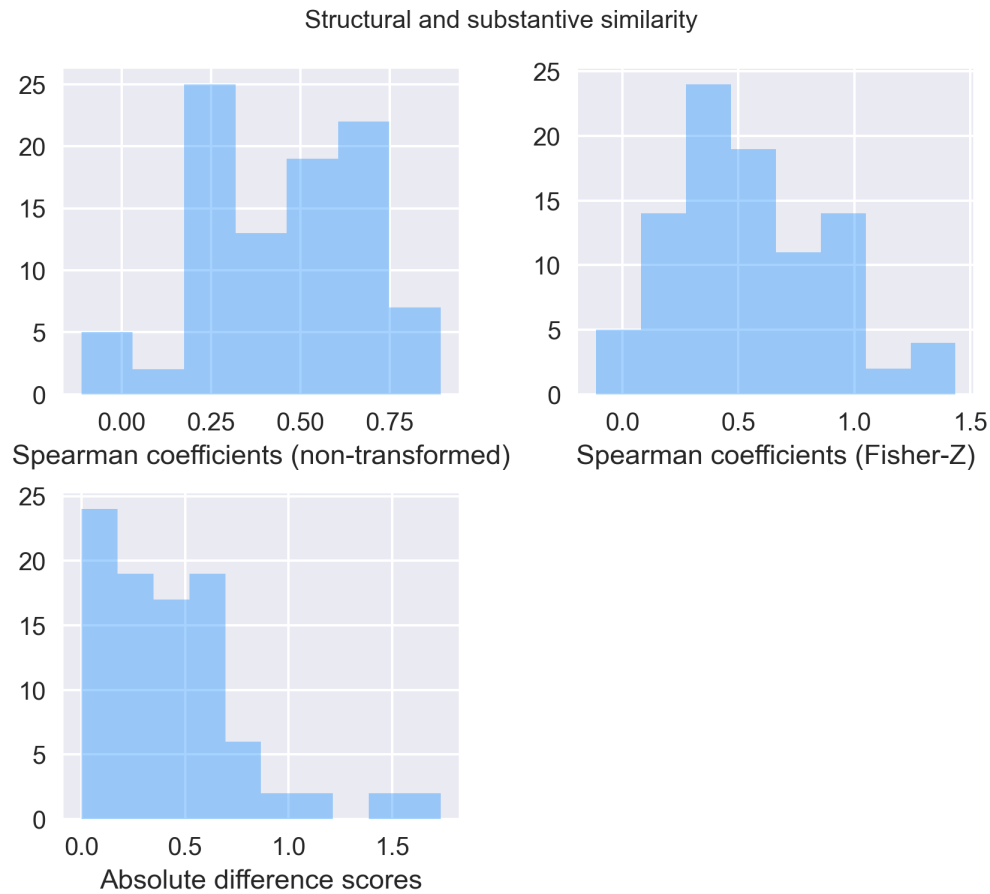 Structural and substantive similarity
25
20
15
10
5
0
0.00 0.25 0.50 0.75
Spearman coefficients (non-transformed)
25
20
15
10
5
0
0.0 0.5 1.0 1.5
Spearman coefficients (Fisher-Z)
25
20
15
10
5
0
0.0 0.5 1.0 1.5
Absolute difference scores